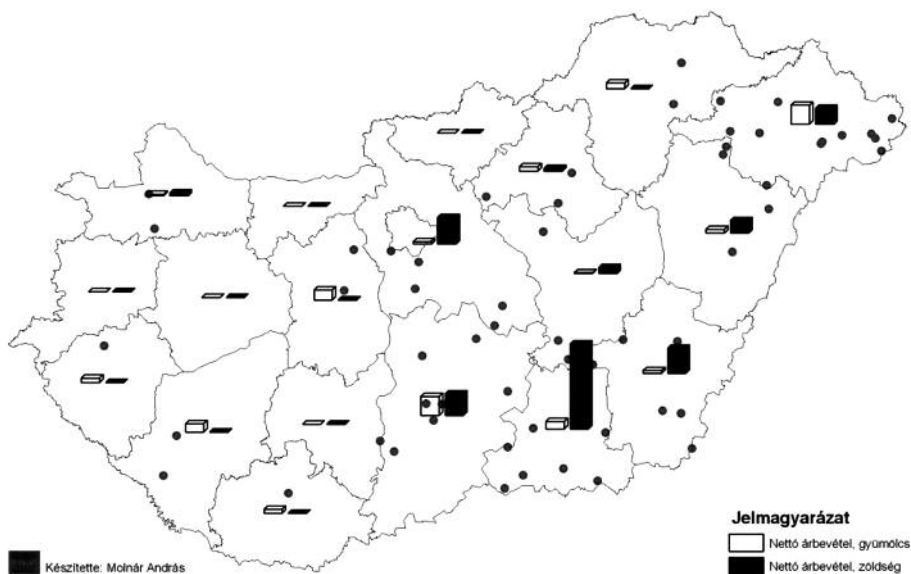 Jelmagyarázat
Nettó árbevétel, gyümölcs
Nettó árbevétel, zöldség
Készítette: Molnár András